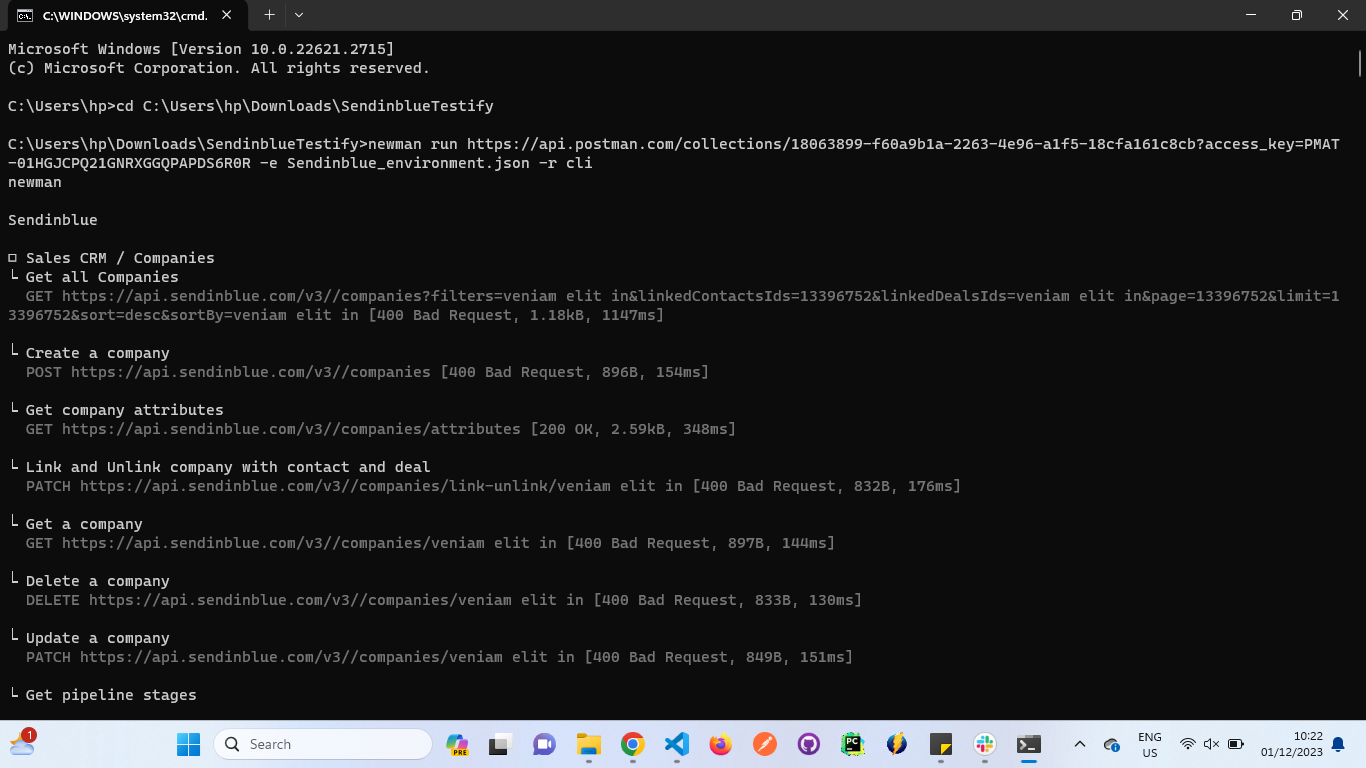 C:\WINDOWS\system32\cmd.
Microsoft Windows [Version 10.0.22621.2715]
(c) Microsoft Corporation. All rights reserved.
C:\Users\hp>cd C:\Users\hp\Downloads\SendinblueTestify
C:\Users\hp\Downloads\SendinblueTestify>newman run https://api.postman.com/collections/18063899-f60a9b1a-2263-4e96-a1f5-18cfa161c8cb?access_key=PMAT
-01HGJCPQ21GNRXGGQPAPDS6R0R -e Sendinblue_environment.json -r cli
newman
Sendinblue
□ Sales CRM / Companies
└ Get all Companies
GET https://api.sendinblue.com/v3//companies?filters=veniam elit in&linkedContactsIds=13396752&linkedDealsIds=veniam elit in&page=13396752&limit=1
3396752&sort=desc&sortBy=veniam elit in [400 Bad Request, 1.18kB, 1147ms]
└ Create a company
POST https://api.sendinblue.com/v3//companies [400 Bad Request, 896B, 154ms]
└ Get company attributes
GET https://api.sendinblue.com/v3//companies/attributes [200 OK, 2.59kB, 348ms]
└ Link and Unlink company with contact and deal
PATCH https://api.sendinblue.com/v3//companies/link-unlink/veniam elit in [400 Bad Request, 832B, 176ms]
└ Get a company
GET https://api.sendinblue.com/v3//companies/veniam elit in [400 Bad Request, 897B, 144ms]
└ Delete a company
DELETE https://api.sendinblue.com/v3//companies/veniam elit in [400 Bad Request, 833B, 130ms]
└ Update a company
PATCH https://api.sendinblue.com/v3//companies/veniam elit in [400 Bad Request, 849B, 151ms]
└ Get pipeline stages
1
Search
PRE
PC
ENG
US
10:22
01/12/2023